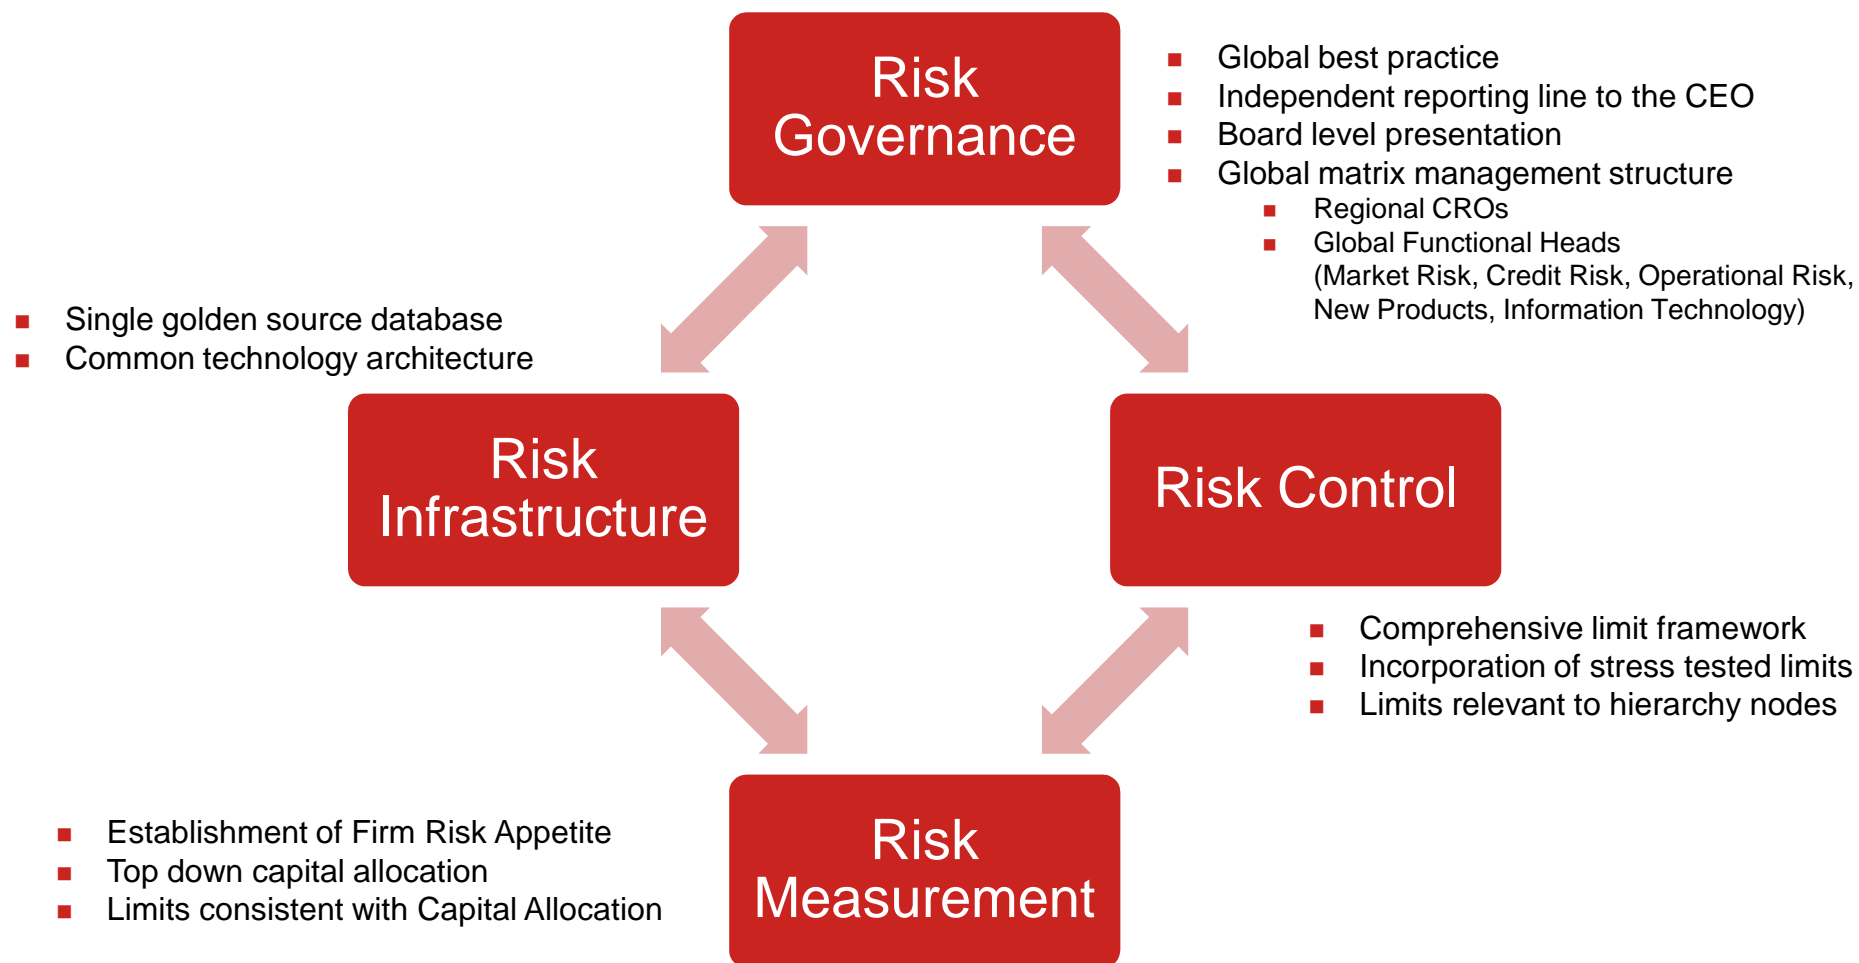 Risk
Governance
Global best practice
Independent reporting line to the CEO
Board level presentation
Global matrix management structure
Regional CROs
Global Functional Heads
(Market Risk, Credit Risk, Operational Risk,
New Products, Information Technology)
Single golden source database
Common technology architecture
Risk
Infrastructure
Risk Control
Comprehensive limit framework
Incorporation of stress tested limits
Limits relevant to hierarchy nodes
Establishment of Firm Risk Appetite
Top down capital allocation
Limits consistent with Capital Allocation
Risk
Measurement